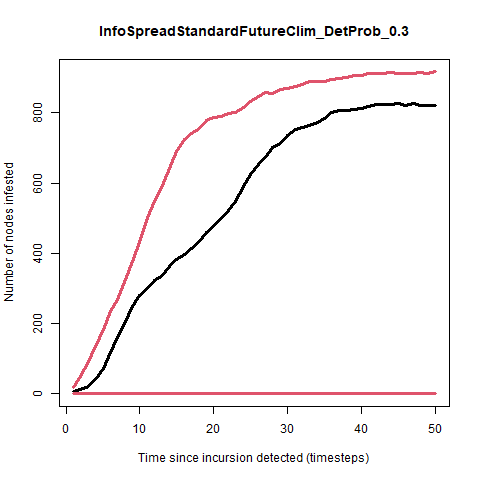 InfoSpreadStandardFutureClim_DetProb_0.3
Number of nodes infested
800
600
400
200
0
0 10 20 30 40 50
Time since incursion detected (timesteps)